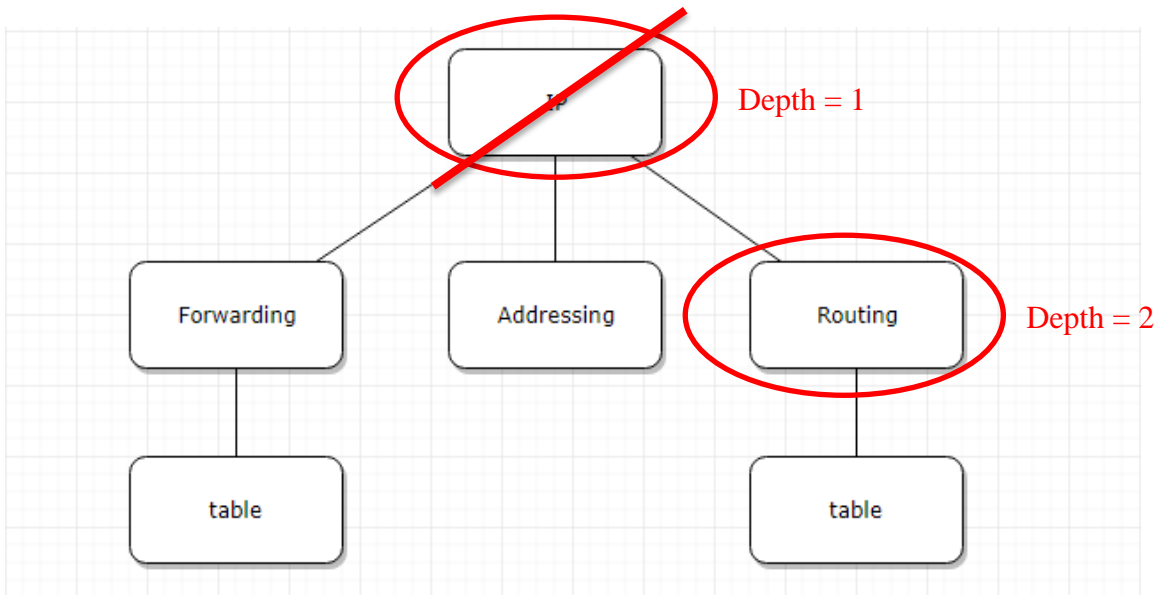 IP
Depth = 1
Forwarding
Addressing
Routing
Depth = 2
table
table